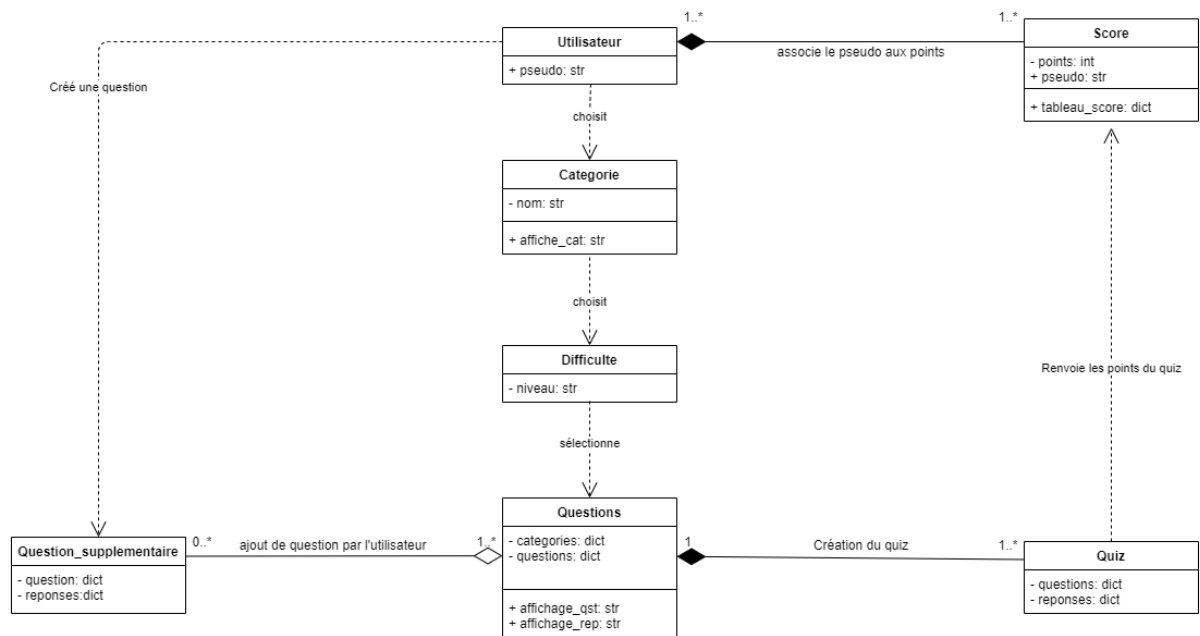 1..*
1..*
Utilisateur
+ pseudo: str
associe le pseudo aux points
Score
- points: int
+ pseudo: str
+ tableau_score: dict
Créé une question
choisit
Categorie
- nom: str
+ affiche_cat: str
choisit
Difficulte
- niveau: str
Renvoie les points du quiz
sélectionne
Questions
- categories: dict
- questions: dict
+ affichage_qst: str
+ affichage_rep: str
Question_supplementaire
- question: dict
- reponses:dict
0..*
ajout de question par l'utilisateur
1..*
1
Création du quiz
1..*
Quiz
- questions: dict
- reponses: dict